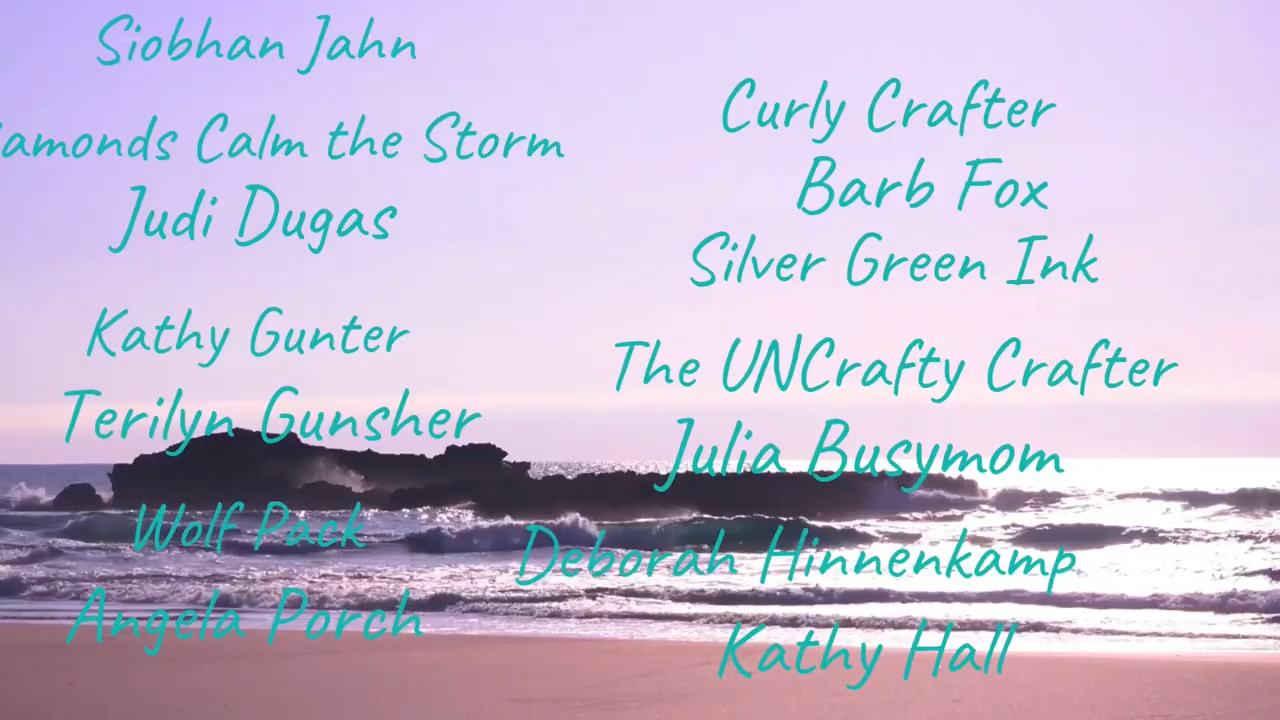 Siobhan Jahn
Calm the Storm
Judi Dugas
Kathy Gunter
Terilyn Gunsher
Wolf Pack
Angela Porch
Curly Crafter
Barb Fox
Silver Green Ink
The UNCrafty Crafter
Julia Busymom
Deborah Hinnenkamp
Kathy Hall